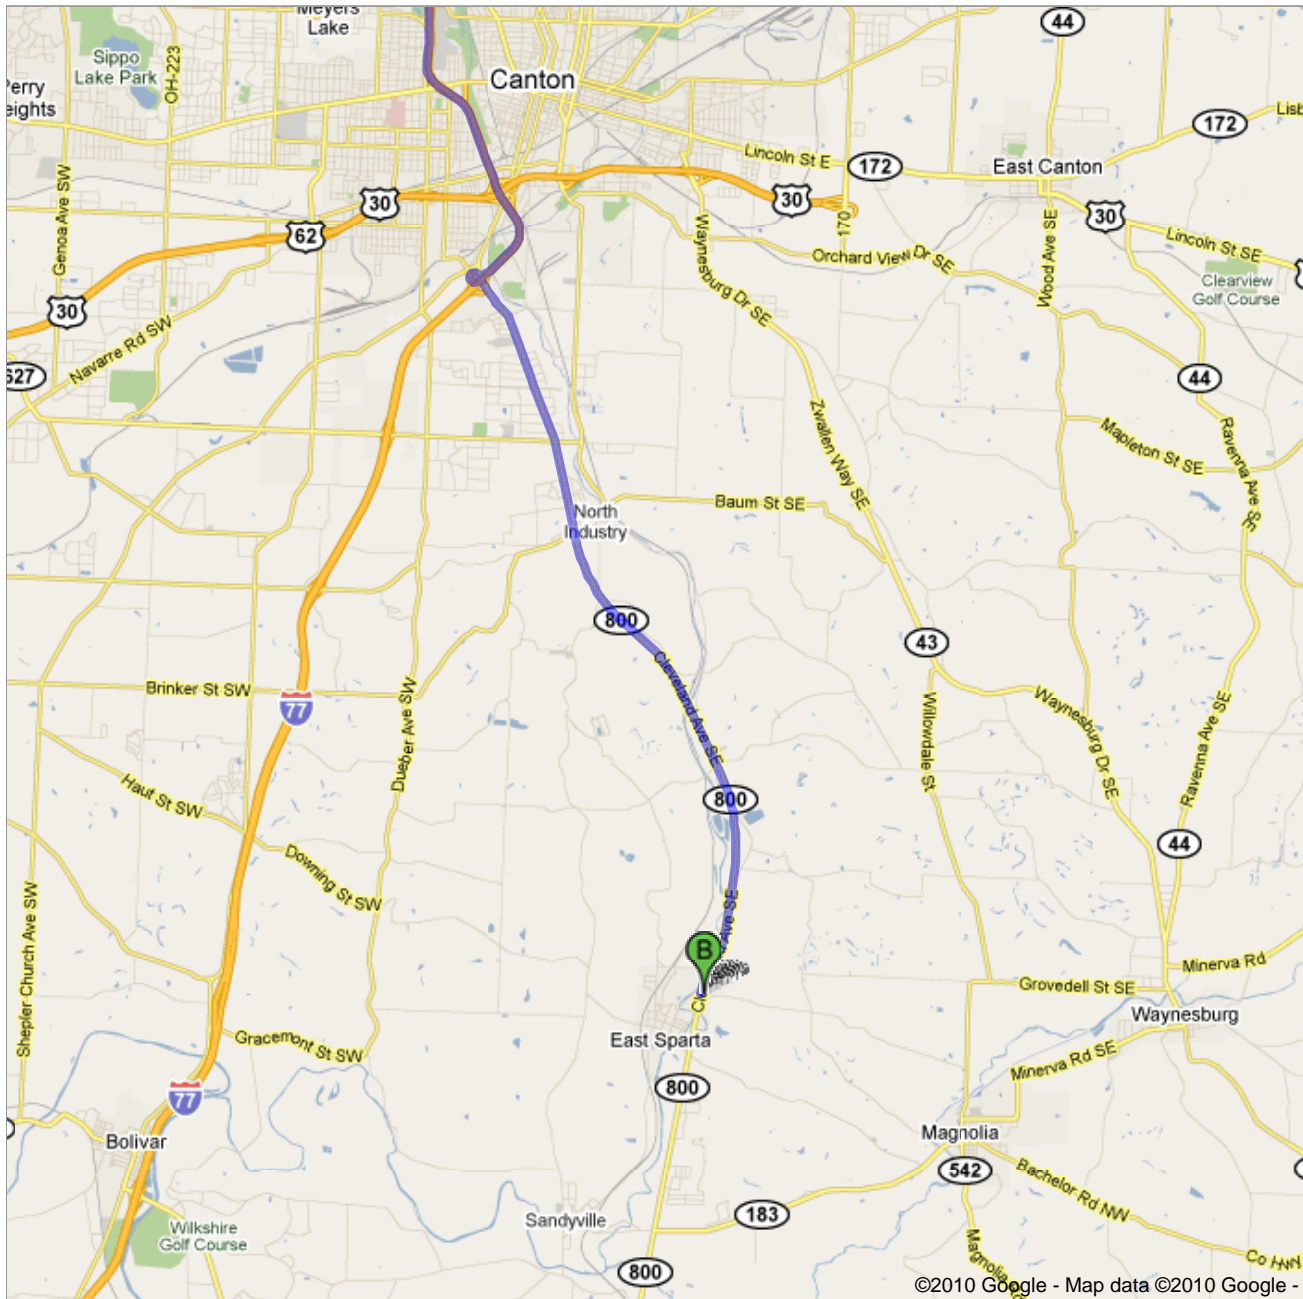 Meyers
Lake
44
Sippo
Lake Park
OH-223
Canton
Perry
eights
172
Lincoln St E
172
East Canton
Genoa Ave SW
30
30
170
30
62
Waynesburg Dr SE
Orchard View Dr SE
Wood Ave SE
Lincoln St SE
Clearview
Golf Course
30
Navarre Rd SW
627
44
Zwallen Way SE
Mapleton St SE
Ravenna Ave SE
North
Industry
Baum St SE
800
43
Cleveland Ave SE
Brinker St SW
77
Dueber Ave SW
Willowdale St
Waynesburg Dr SE
Ravenna Ave SE
Haut St SW
800
44
Downing St SW
Shepler Church Ave SW
Ave SE
B
Minerva Rd
Grovedell St SE
Waynesburg
Gracemont St SW
East Sparta
Minerva Rd SE
77
800
Bolivar
Magnolia
542
Bachelor Rd NW
Sandyville
183
Wilkshire
Golf Course
Co Hwy
800
©2010 Google - Map data ©2010 Google -